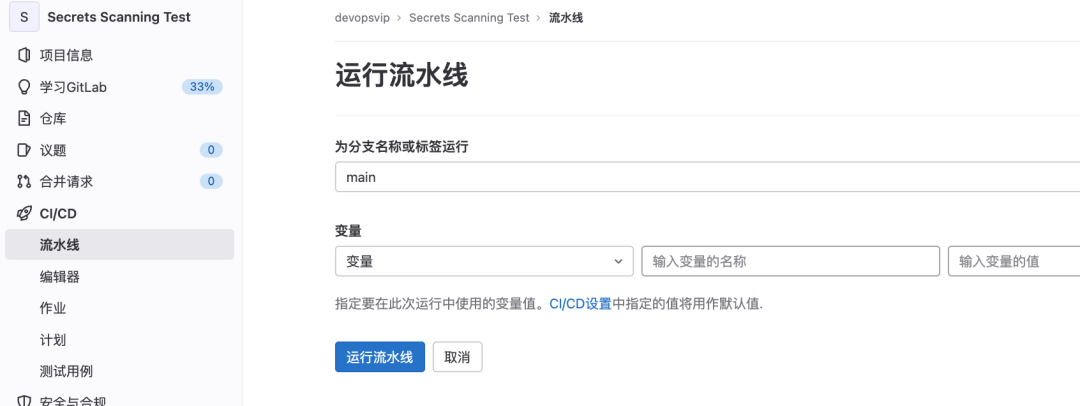 S Secrets Scanning Test
项目信息
学习GitLab 33%
仓库
议题 0
合并请求 0
CI/CD
流水线
编辑器
作业
计划
测试用例
安全与合规
devopsvip › Secrets Scanning Test › 流水线
运行流水线
为分支名称或标签运行
main
变量
变量 输入变量的名称 输入变量的值
指定要在此次运行中使用的变量值。CI/CD设置中指定的值将用作默认值.
运行流水线 取消